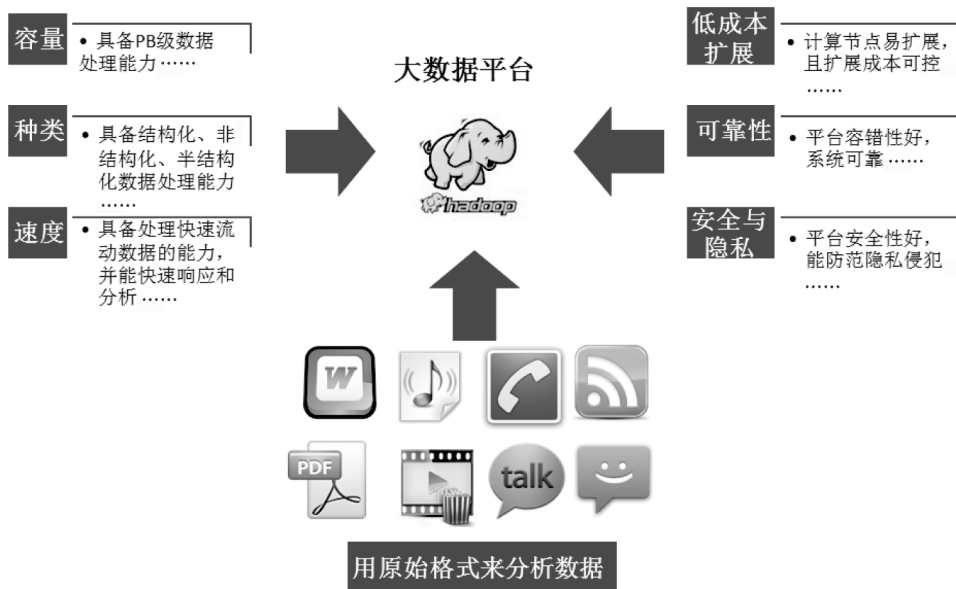 容量
• 具备PB级数据
处理能力……
种类
• 具备结构化、非
结构化、半结构
化数据处理能力
……
速度
• 具备处理快速流
动数据的能力，
并能快速响应和
分析……
大数据平台
hadoop
低成本
扩展
• 计算节点易扩展，
且扩展成本可控
……
可靠性
• 平台容错性好，
系统可靠……
安全与
隐私
• 平台安全性好，
能防范隐私侵犯
……
W
PDF
talk
用原始格式来分析数据